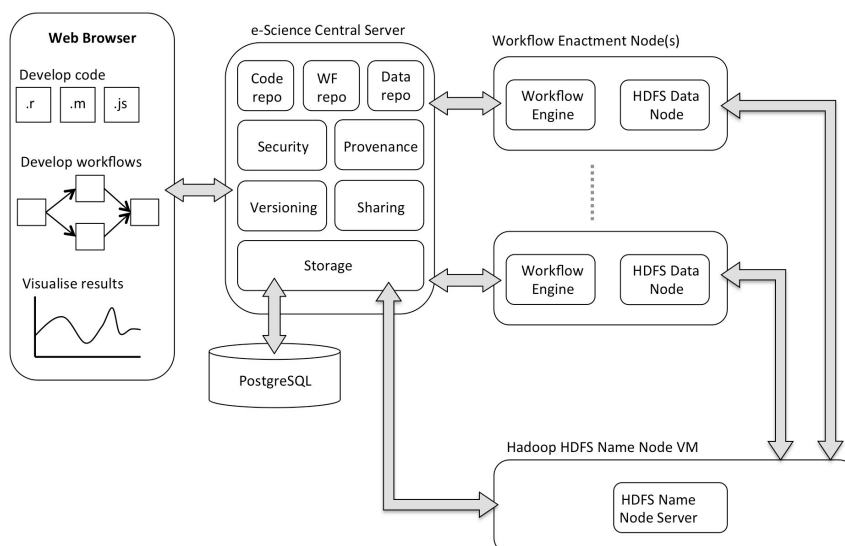 Web Browser
Develop code
.r
.m
.js
Develop workflows
Visualise results
e-Science Central Server
Code
repo
WF
repo
Data
repo
Security
Provenance
Versioning
Sharing
Storage
PostgreSQL
Workflow Enactment Node(s)
Workflow
Engine
HDFS Data
Node
Workflow
Engine
HDFS Data
Node
Hadoop HDFS Name Node VM
HDFS Name
Node Server